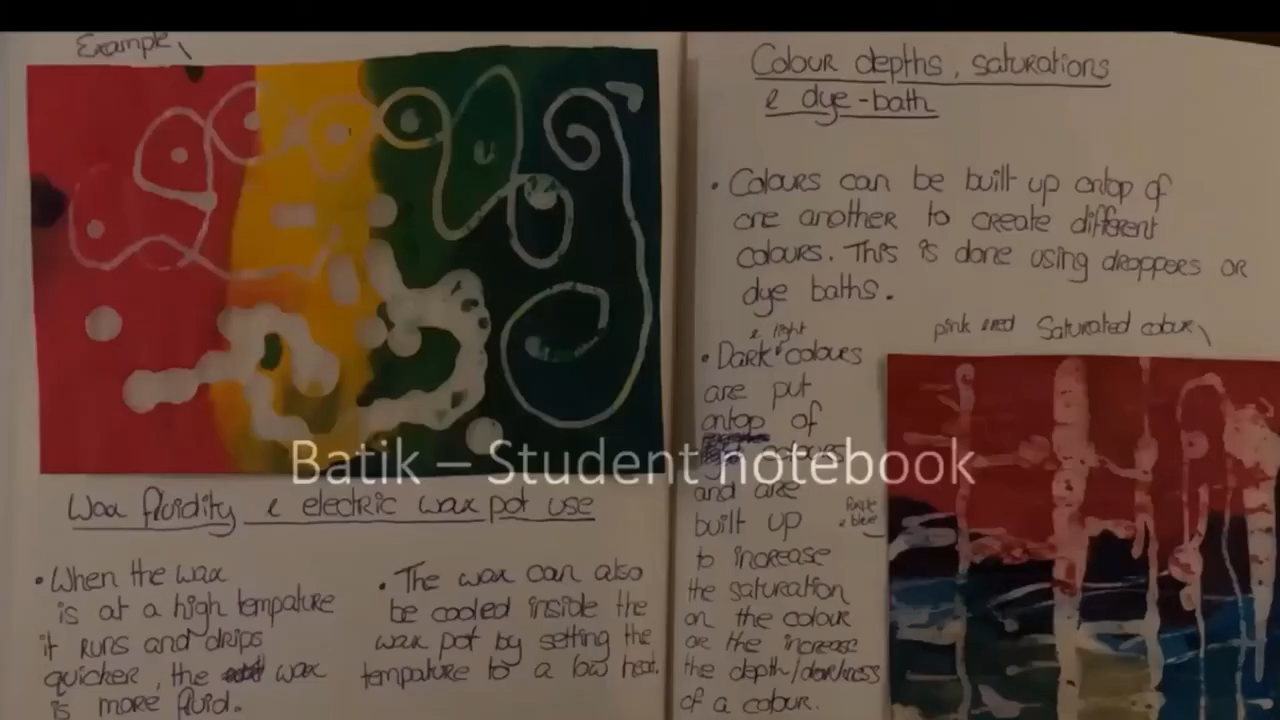 Example
Wax fluidity & electric wax pot use
• When the wax
is at a high tempature
it runs and drips
quicker, the wax
is more fluid.
• The wax can also
be cooled inside the
wax pot by setting the
tempature to a low heat.
Colour depths, saturations
& dye-bath
• Colours can be built up ontop of
one another to create different
colours. This is done using droppers or
dye baths.
& light
• Dark colours
are put
ontop of
colours
and are
built up
to increase
the saturation
on the colour
or the increase
the depth/darkness
of a colour.
pink and Saturated colour
Purple
& blue
Batik – Student notebook